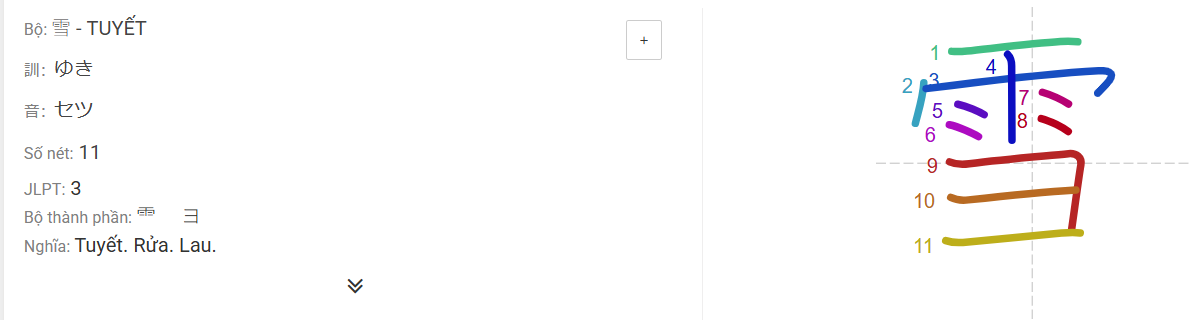 Bộ: 雪 - TUYẾT
+
訓: ゆき
音: セツ
Số nét: 11
JLPT: 3
Bộ thành phần: ⻗ ヨ
Nghĩa: Tuyết. Rửa. Lau.
1
2
3
4
5
6
7
8
9
10
11